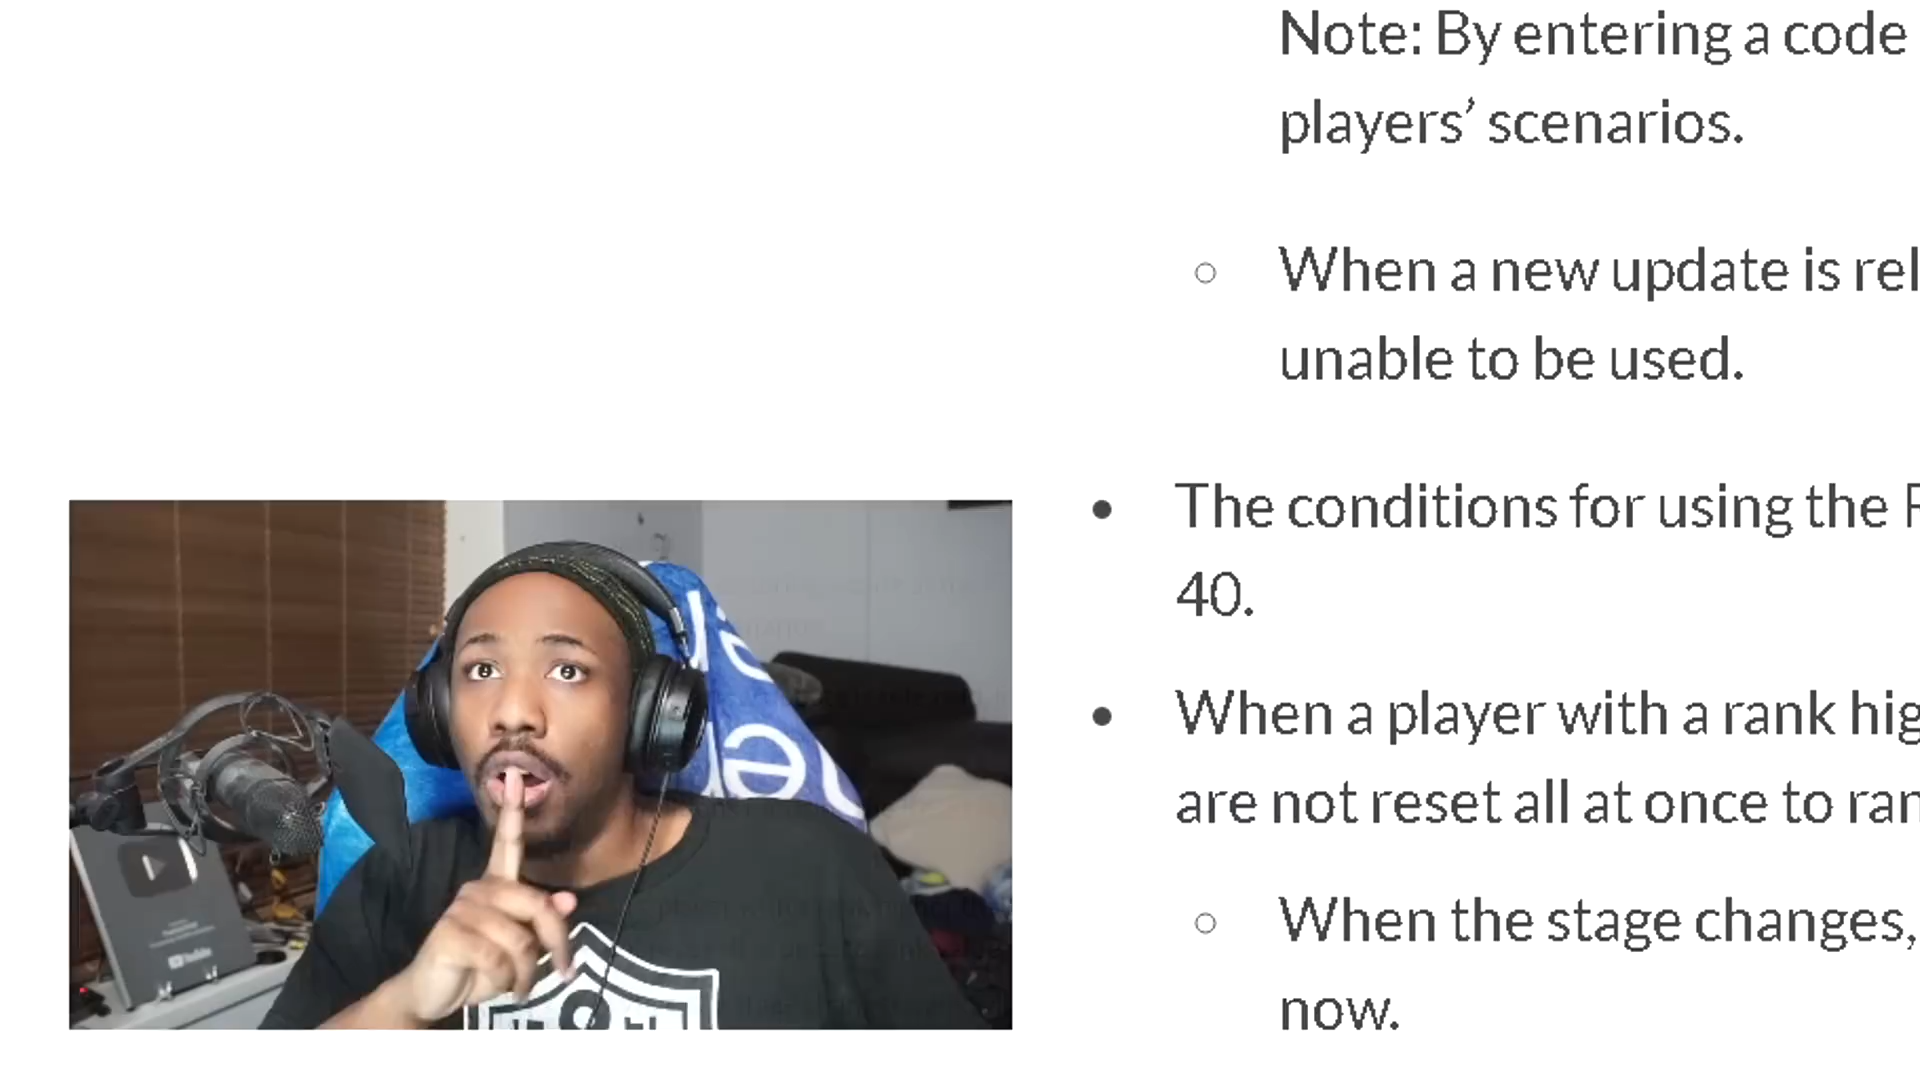 Note: By entering a code
players’ scenarios.
When a new update is rel
unable to be used.
The conditions for using the
40.
When a player with a rank hig
are not reset all at once to ran
When the stage changes,
now.
YouTube